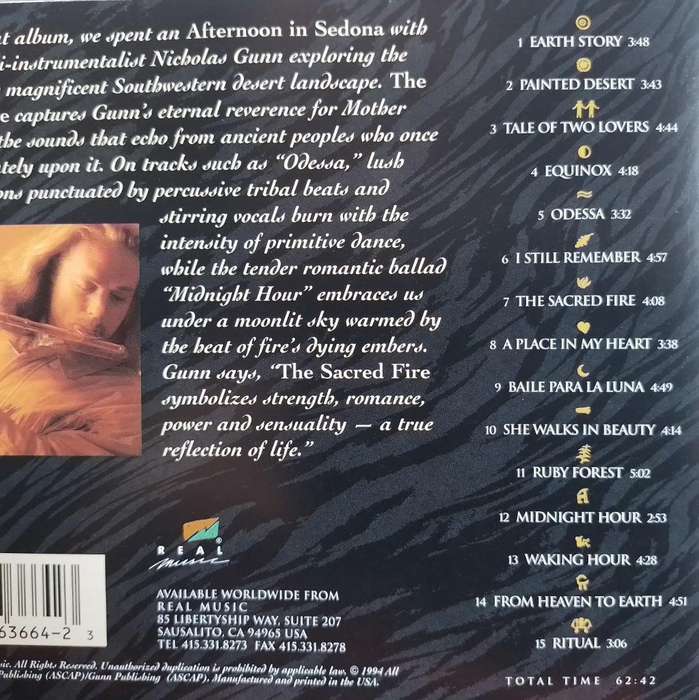 t album, we spent an Afternoon in Sedona with
i-instrumentalist Nicholas Gunn exploring the
magnificent Southwestern desert landscape. The
e captures Gunn's eternal reverence for Mother
the sounds that echo from ancient peoples who once
tely upon it. On tracks such as "Odessa," lush
ons punctuated by percussive tribal beats and
stirring vocals burn with the
intensity of primitive dance,
while the tender romantic ballad
"Midnight Hour" embraces us
under a moonlit sky warmed by
the heat of fire's dying embers.
Gunn says, "The Sacred Fire
symbolizes strength, romance,
power and sensuality — a true
reflection of life."
REAL
music
®
AVAILABLE WORLDWIDE FROM
REAL MUSIC
85 LIBERTYSHIP WAY, SUITE 207
SAUSALITO, CA 94965 USA
TEL 415.331.8273 FAX 415.331.8278
63664-2 3
sic. All Rights Reserved. Unauthorized duplication is prohibited by applicable law. © 1994 All
Publishing (ASCAP)/Gunn Publishing (ASCAP). Manufactured and printed in the USA.
1 EARTH STORY 3:48
2 PAINTED DESERT 3:43
3 TALE OF TWO LOVERS 4:44
4 EQUINOX 4:18
5 ODESSA 3:32
6 I STILL REMEMBER 4:57
7 THE SACRED FIRE 4:08
8 A PLACE IN MY HEART 3:38
9 BAILE PARA LA LUNA 4:49
10 SHE WALKS IN BEAUTY 4:14
11 RUBY FOREST 5:02
12 MIDNIGHT HOUR 2:53
13 WAKING HOUR 4:28
14 FROM HEAVEN TO EARTH 4:51
15 RITUAL 3:06
TOTAL TIME 62:42